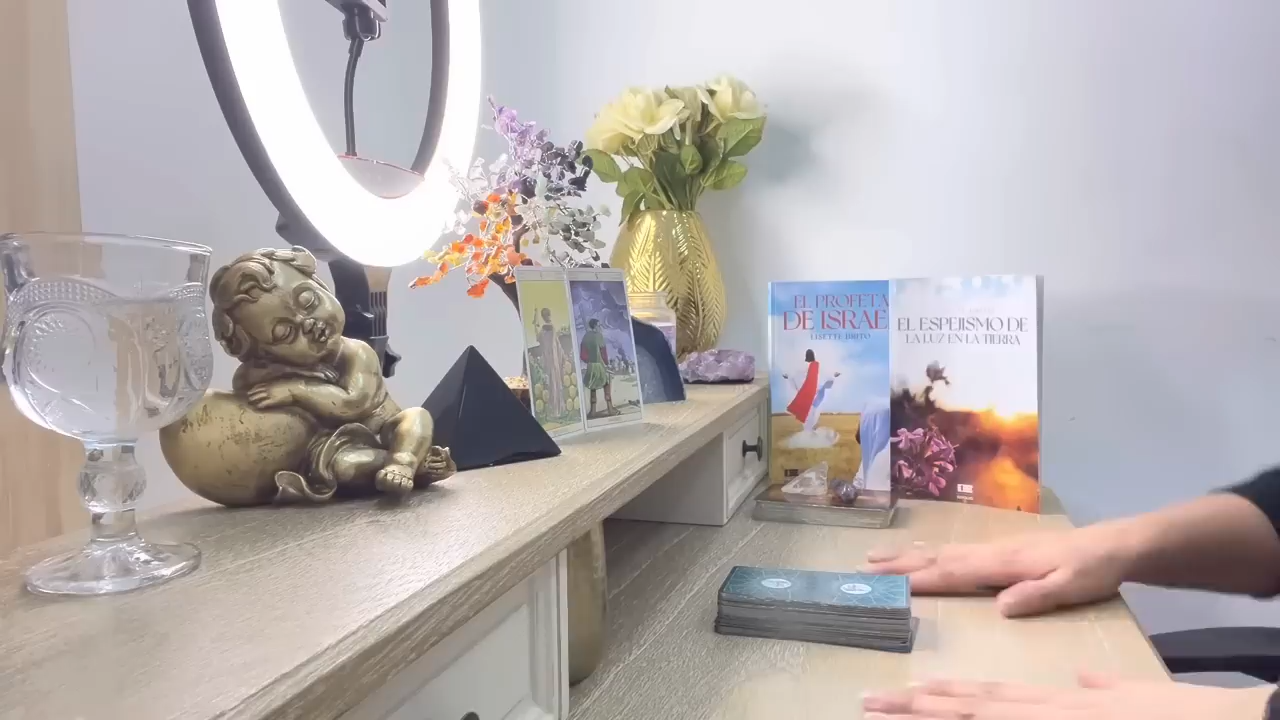 EL PROFETA
DE ISRAE
LISETTE BRITO
EL ESPEJISMO DE
LA LUZ EN LA TIERRA